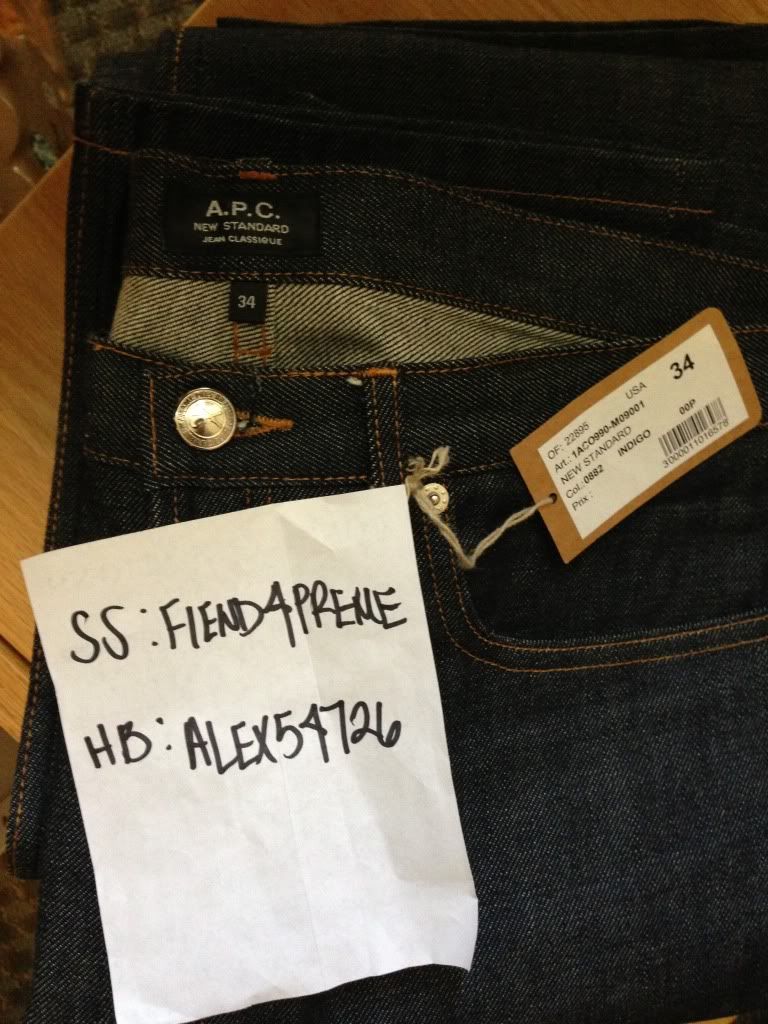 A.P.C.
NEW STANDARD
JEAN CLASSIQUE
34
USA 34
OF: 22895
Art.: 1ACO990-M09001
NEW STANDARD 00P
Col.: 0882 INDIGO
Prix :
3000011016578
SS: FIEND4PREME
HB: ALEX54726